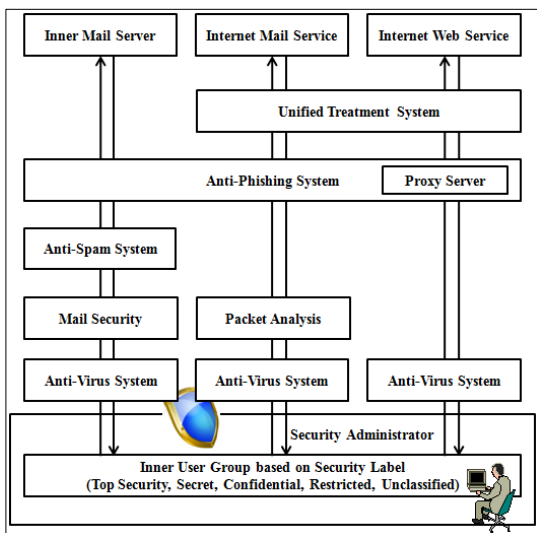 Inner Mail Server
Internet Mail Service
Internet Web Service
Unified Treatment System
Anti-Phishing System
Proxy Server
Anti-Spam System
Mail Security
Packet Analysis
Anti-Virus System
Anti-Virus System
Anti-Virus System
Security Administrator
Inner User Group based on Security Label
(Top Security, Secret, Confidential, Restricted, Unclassified)